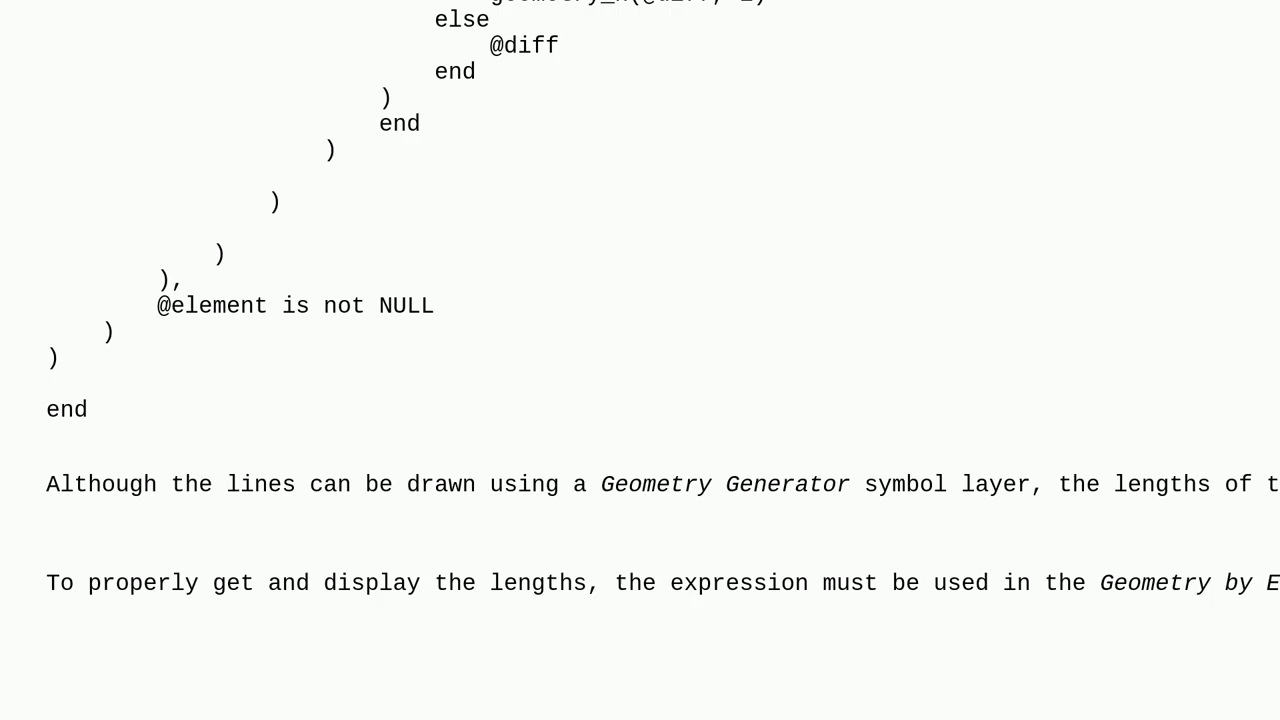 else
@diff
end
)
end
)
)
)
),
@element is not NULL
)
)
end
Although the lines can be drawn using a Geometry Generator symbol layer, the lengths of
To properly get and display the lengths, the expression must be used in the Geometry by